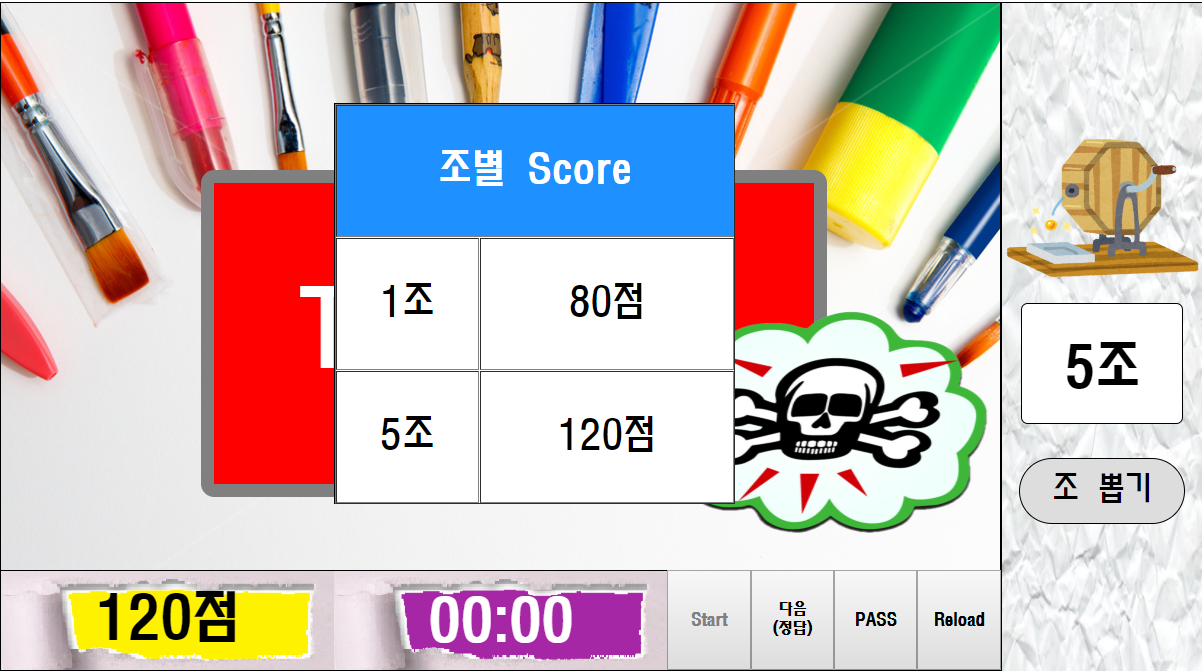 조별 Score
1조 80점
5조 120점
5조
조 뽑기
120점
00:00
Start
다음
(정답)
PASS
Reload